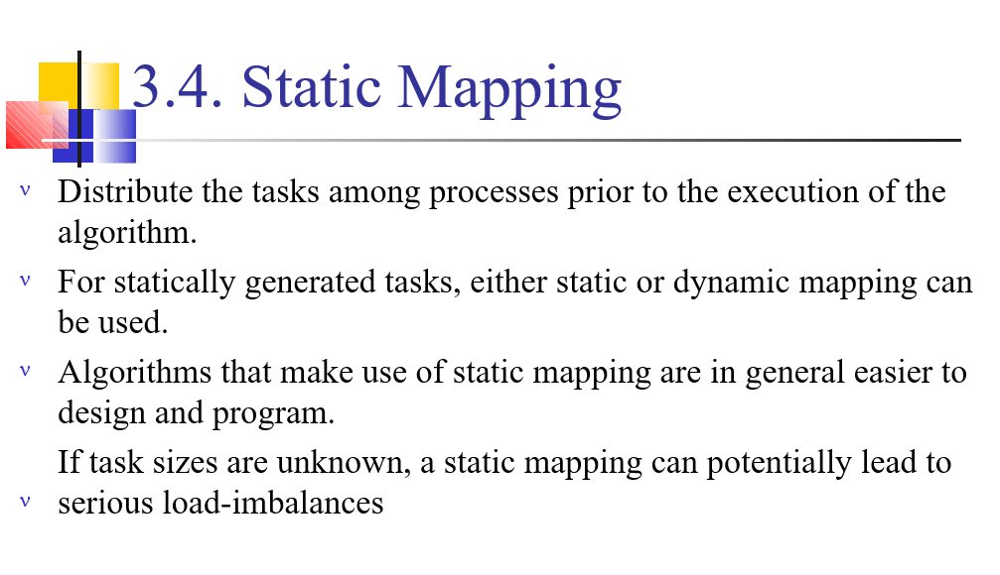 3.4. Static Mapping
ν Distribute the tasks among processes prior to the execution of the
algorithm.
ν For statically generated tasks, either static or dynamic mapping can
be used.
ν Algorithms that make use of static mapping are in general easier to
design and program.
If task sizes are unknown, a static mapping can potentially lead to
ν serious load-imbalances